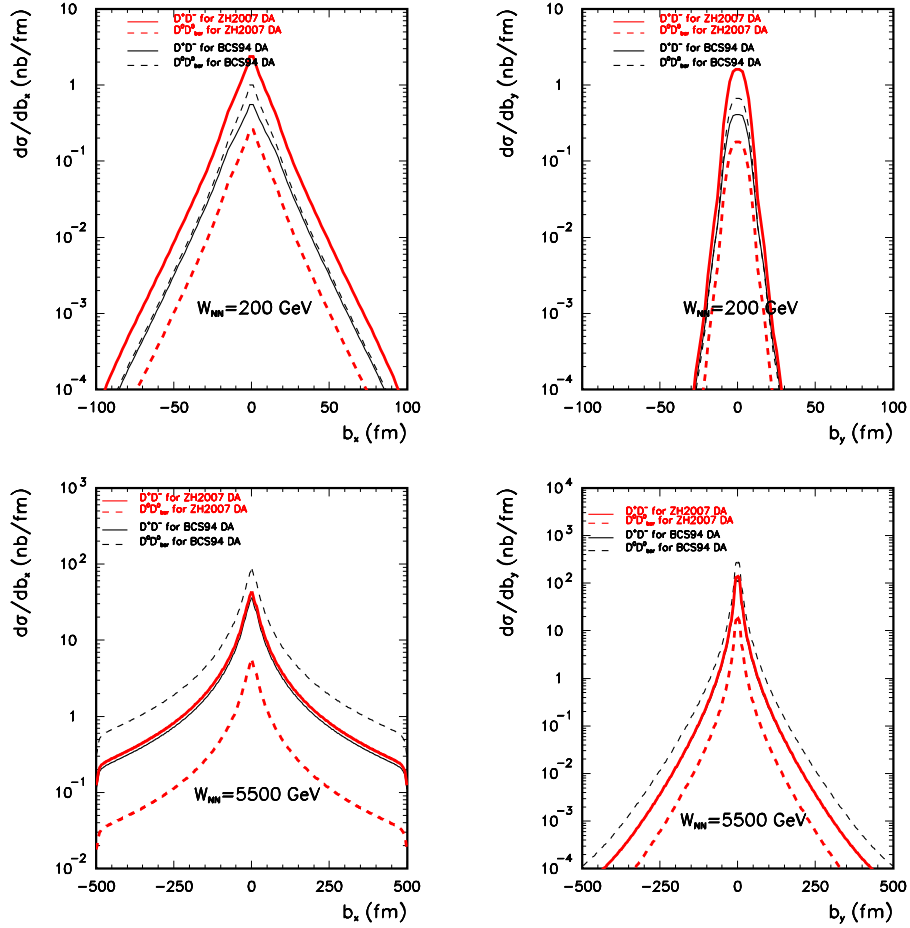 D⁺D⁻ for ZH2007 DA
D⁰D⁰bar for ZH2007 DA
D⁺D⁻ for BCS94 DA
D⁰D⁰bar for BCS94 DA
dσ/dbₓ (nb/fm)
10
1
10⁻¹
10⁻²
10⁻³
10⁻⁴
W_NN=200 GeV
-100 -50 0 50 100
bₓ (fm)
D⁺D⁻ for ZH2007 DA
D⁰D⁰bar for ZH2007 DA
D⁺D⁻ for BCS94 DA
D⁰D⁰bar for BCS94 DA
dσ/db_y (nb/fm)
10
1
10⁻¹
10⁻²
10⁻³
10⁻⁴
W_NN=200 GeV
-100 -50 0 50 100
b_y (fm)
D⁺D⁻ for ZH2007 DA
D⁰D⁰bar for ZH2007 DA
D⁺D⁻ for BCS94 DA
D⁰D⁰bar for BCS94 DA
dσ/dbₓ (nb/fm)
10³
10²
10
1
10⁻¹
10⁻²
W_NN=5500 GeV
-500 -250 0 250 500
bₓ (fm)
D⁺D⁻ for ZH2007 DA
D⁰D⁰bar for ZH2007 DA
D⁺D⁻ for BCS94 DA
D⁰D⁰bar for BCS94 DA
dσ/db_y (nb/fm)
10⁴
10³
10²
10
1
10⁻¹
10⁻²
10⁻³
10⁻⁴
W_NN=5500 GeV
-500 -250 0 250 500
b_y (fm)